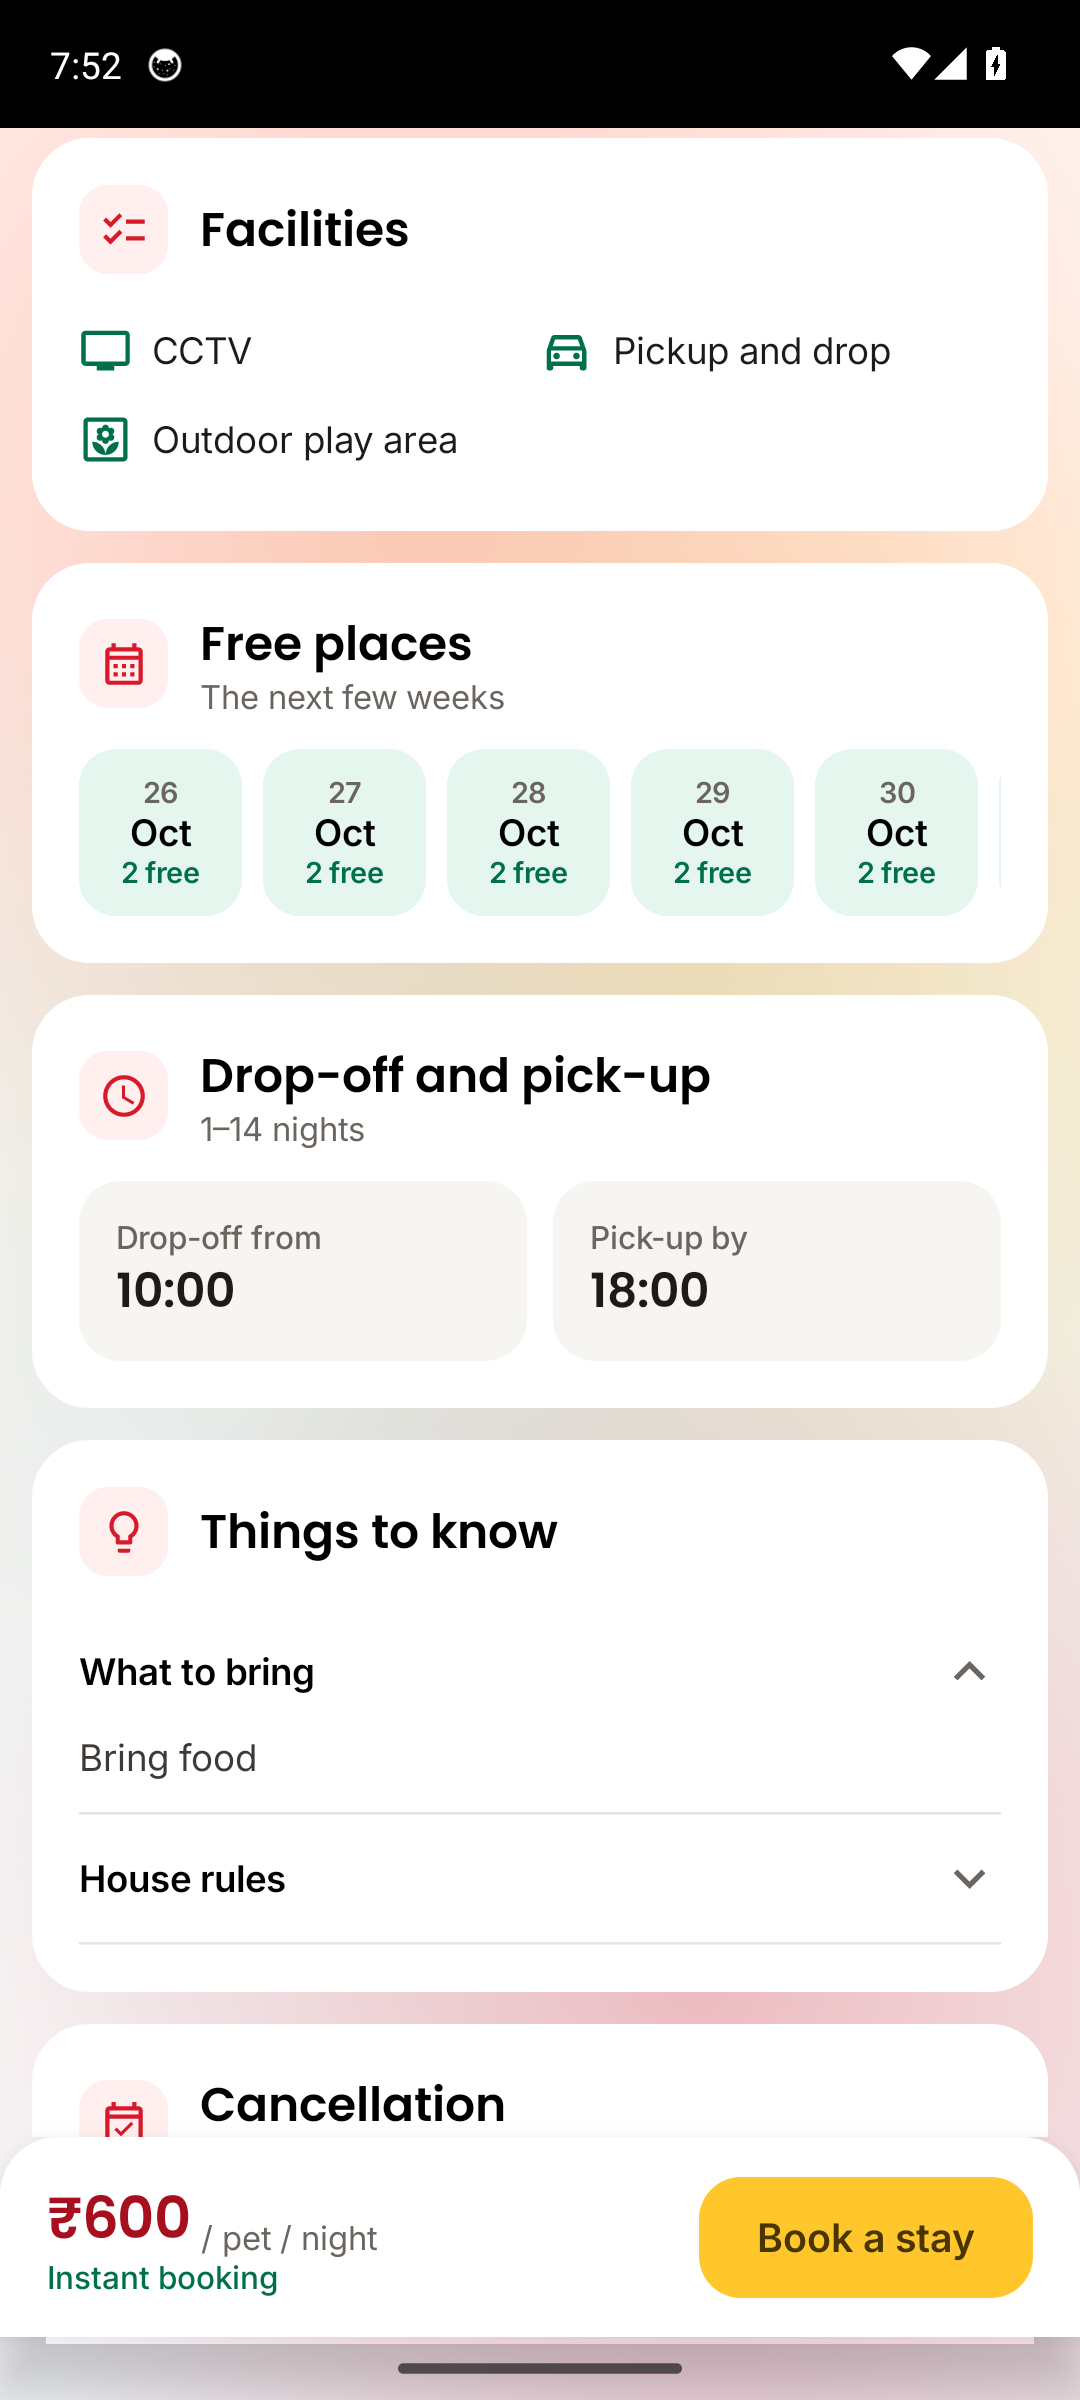 7:52
Facilities
CCTV
Pickup and drop
Outdoor play area
Free places
The next few weeks
26 Oct 2 free
27 Oct 2 free
28 Oct 2 free
29 Oct 2 free
30 Oct 2 free
Drop-off and pick-up
1–14 nights
Drop-off from
10:00
Pick-up by
18:00
Things to know
What to bring
Bring food
House rules
Cancellation
₹600 / pet / night
Instant booking
Book a stay